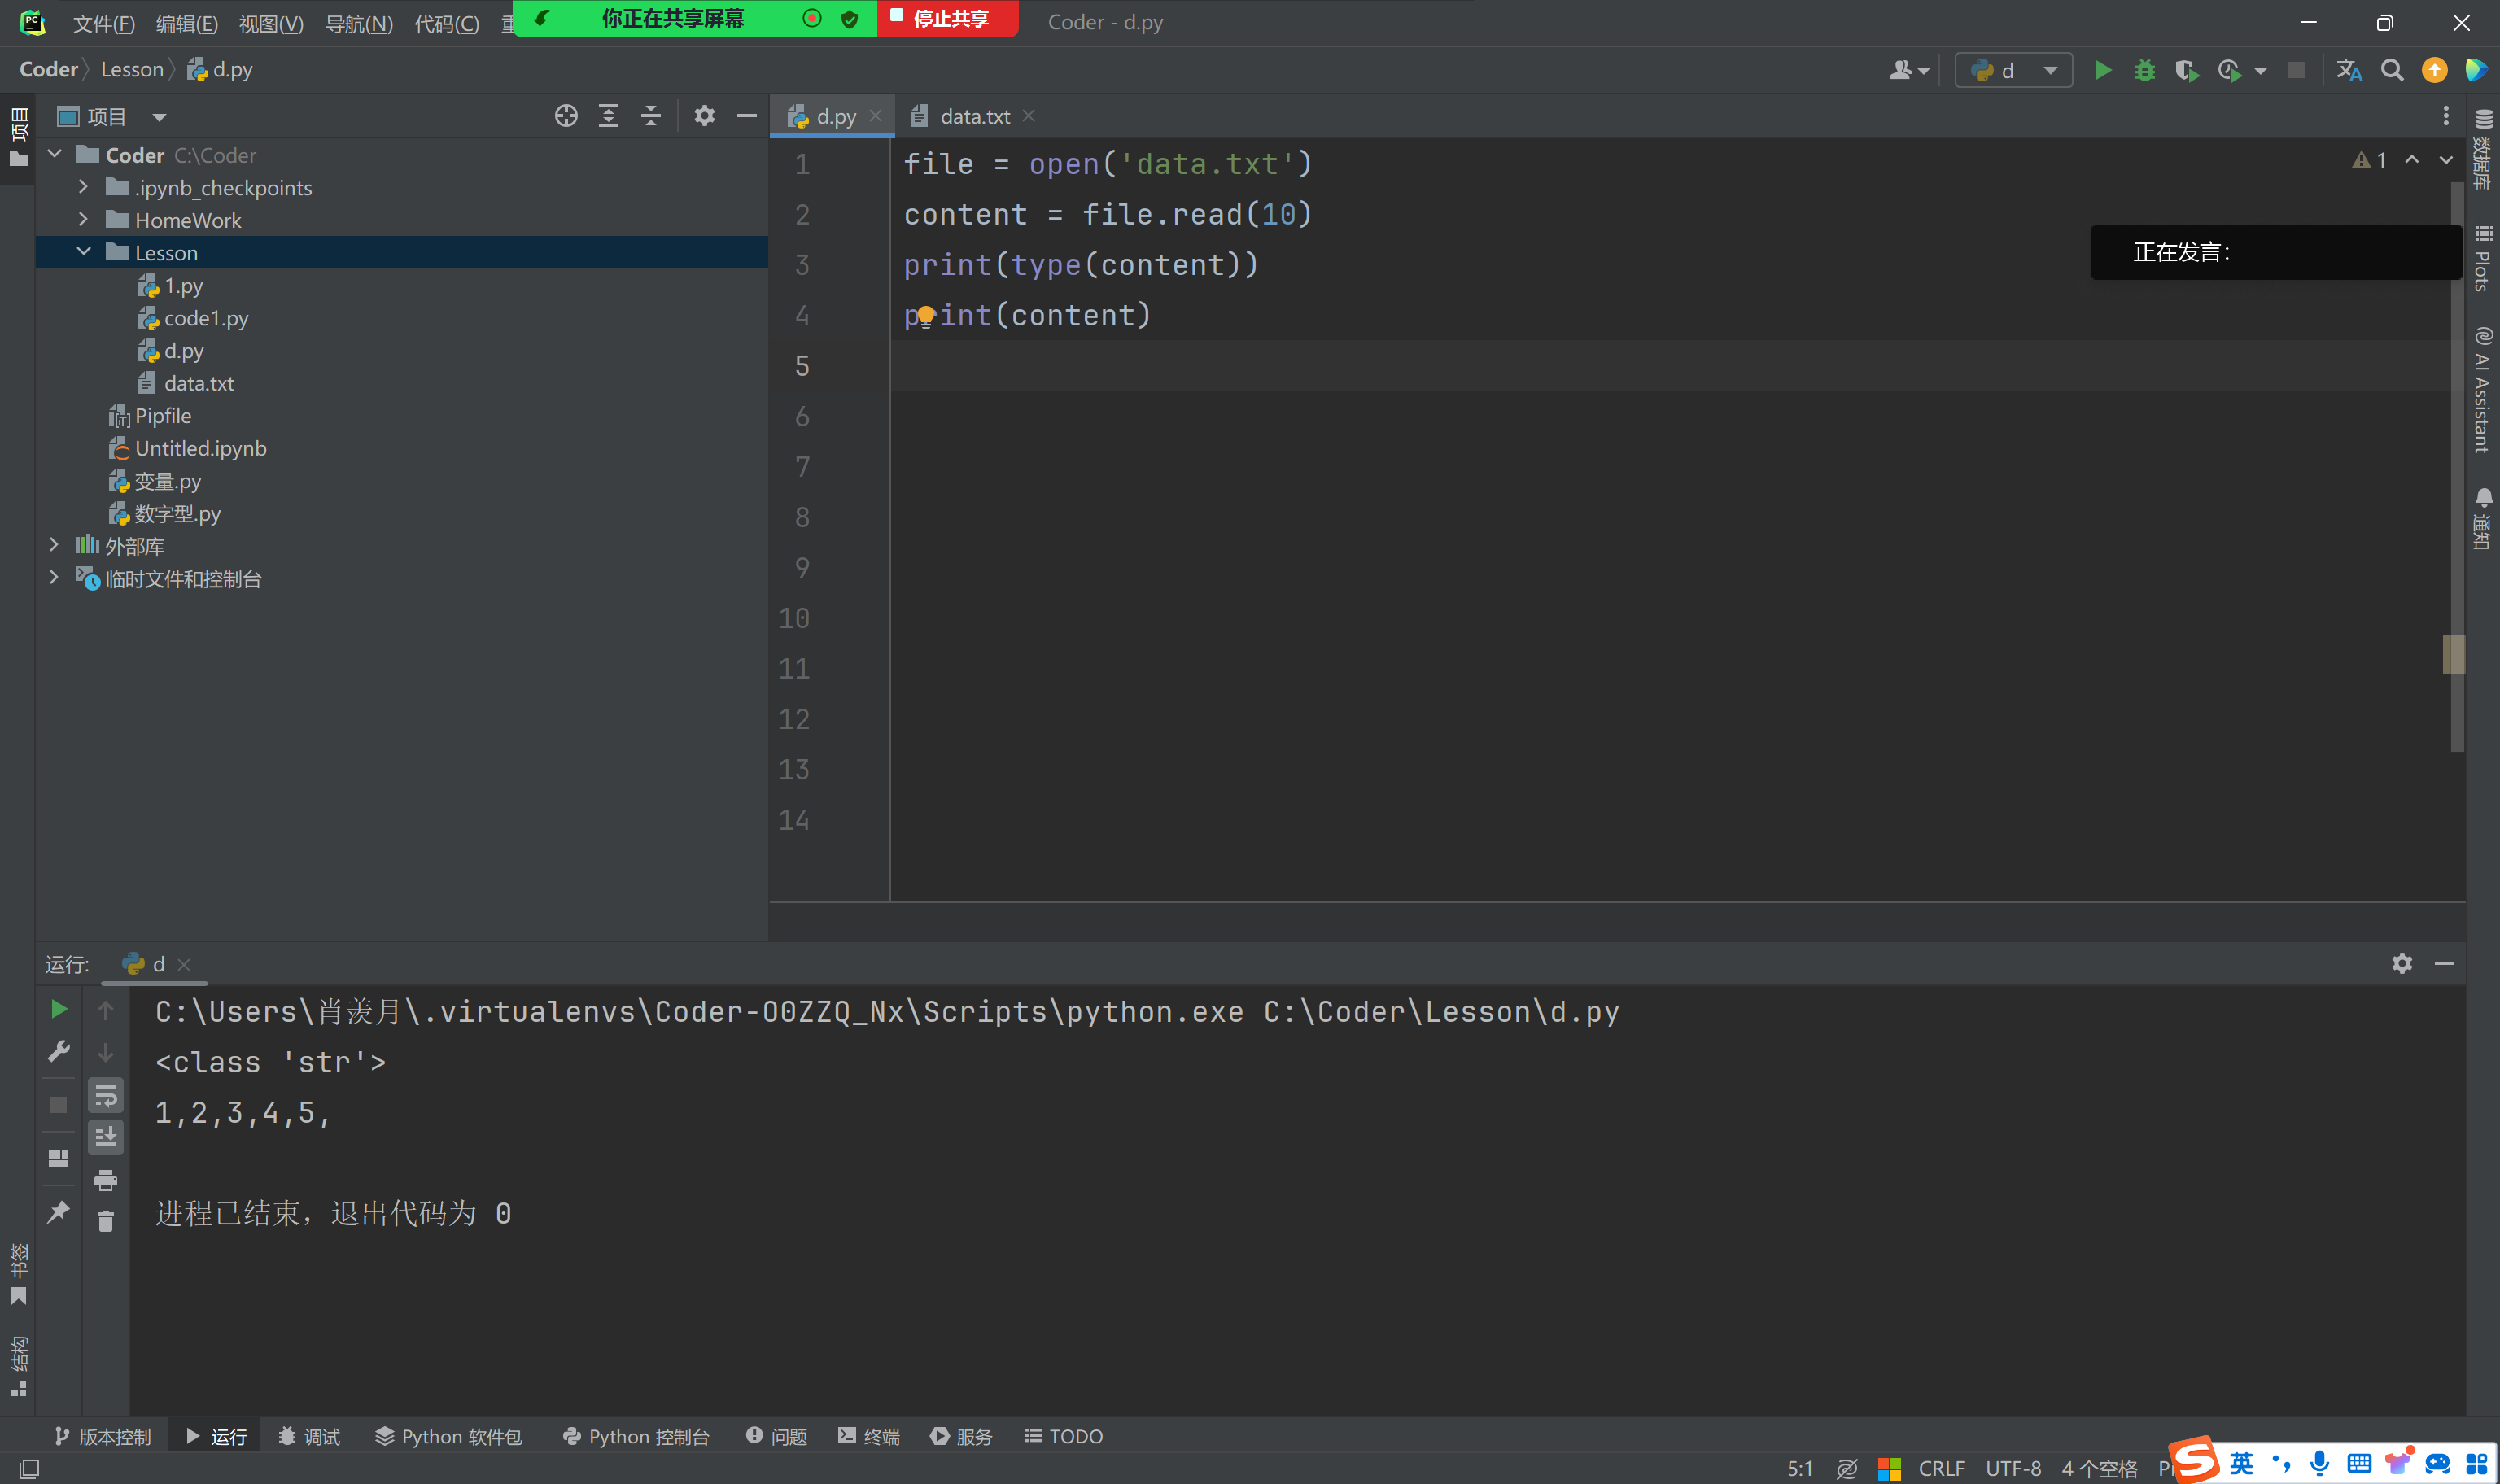 文件(F) 编辑(E) 视图(V) 导航(N) 代码(C) 你正在共享屏幕 停止共享 Coder - d.py
Coder Lesson d.py d
项目
项目
Coder C:\Coder
.ipynb_checkpoints
HomeWork
Lesson
1.py
code1.py
d.py
data.txt
Pipfile
Untitled.ipynb
变量.py
数字型.py
外部库
临时文件和控制台
d.py data.txt
1 file = open('data.txt')
2 content = file.read(10)
3 print(type(content))
4 print(content)
5
6
7
8
9
10
11
12
13
14
1
正在发言:
数据库
Plots
AI Assistant
通知
运行: d
C:\Users\肖羨月\.virtualenvs\Coder-O0ZZQ_Nx\Scripts\python.exe C:\Coder\Lesson\d.py
<class 'str'>
1,2,3,4,5,
进程已结束，退出代码为 0
书签
结构
版本控制 运行 调试 Python 软件包 Python 控制台 问题 终端 服务 TODO
5:1 CRLF UTF-8 4 个空格 英